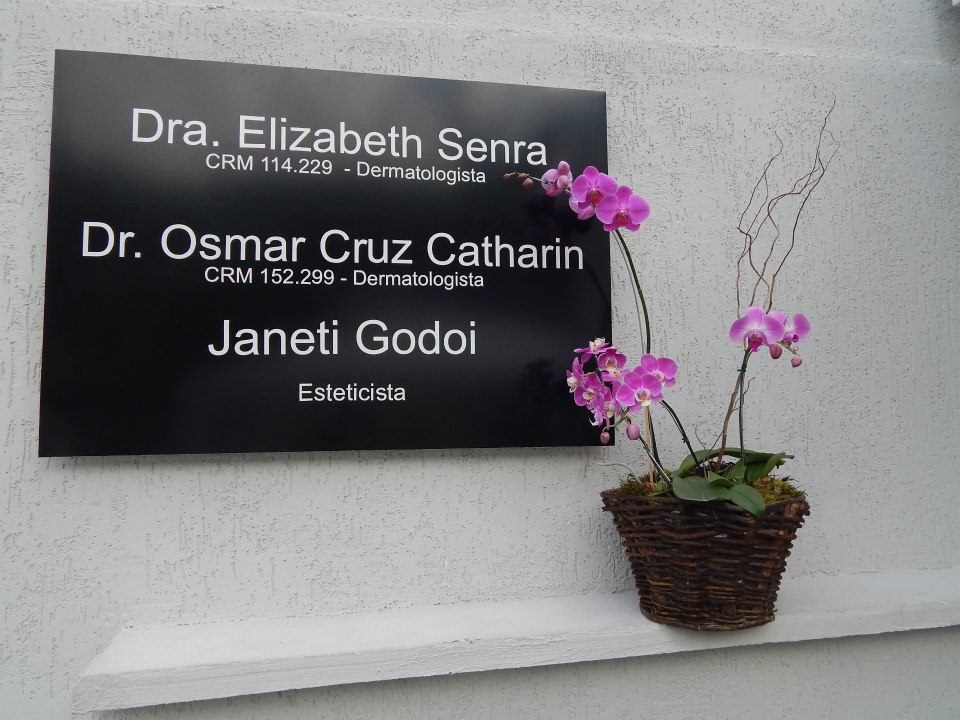 Dra. Elizabeth Senra
CRM 114.229 - Dermatologista
Dr. Osmar Cruz Catharin
CRM 152.299 - Dermatologista
Janeti Godoi
Esteticista